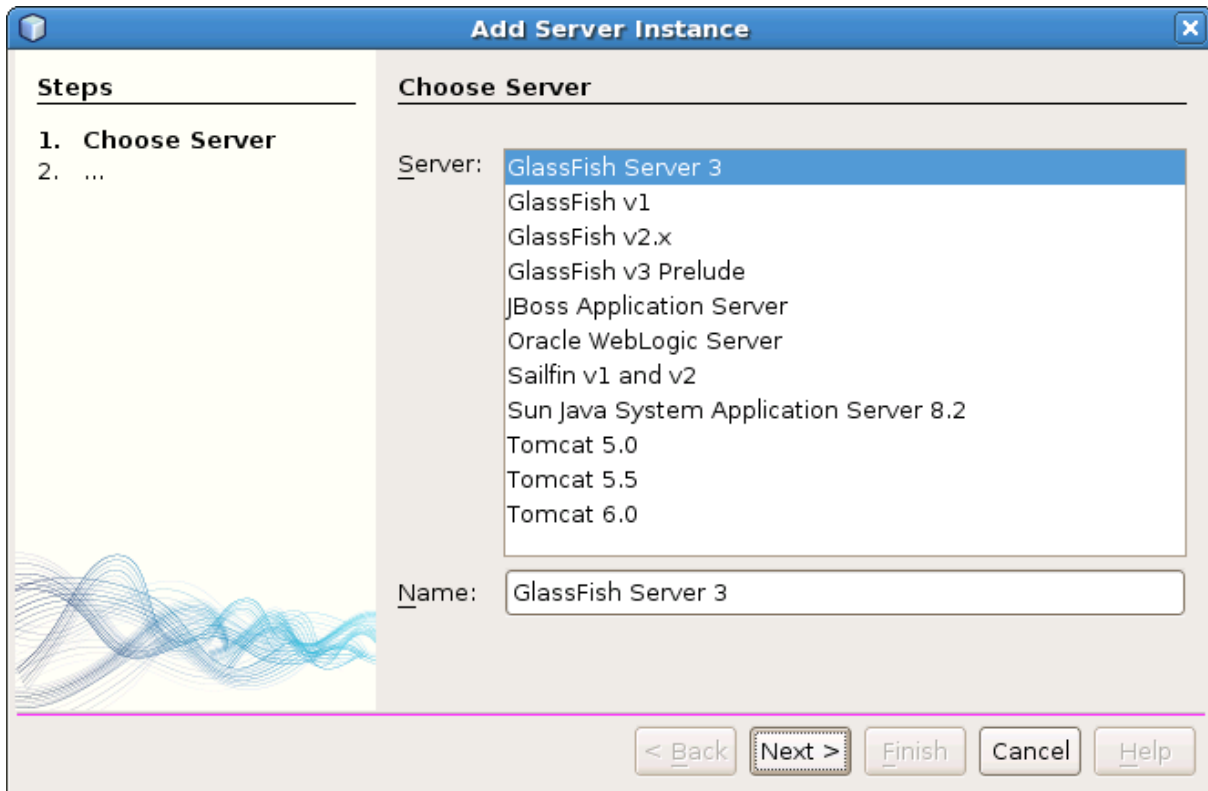 Add Server Instance
Steps
1. Choose Server
2. ...
Choose Server
Server:
GlassFish Server 3
GlassFish v1
GlassFish v2.x
GlassFish v3 Prelude
JBoss Application Server
Oracle WebLogic Server
Sailfin v1 and v2
Sun Java System Application Server 8.2
Tomcat 5.0
Tomcat 5.5
Tomcat 6.0
Name: GlassFish Server 3
< Back Next > Finish Cancel Help